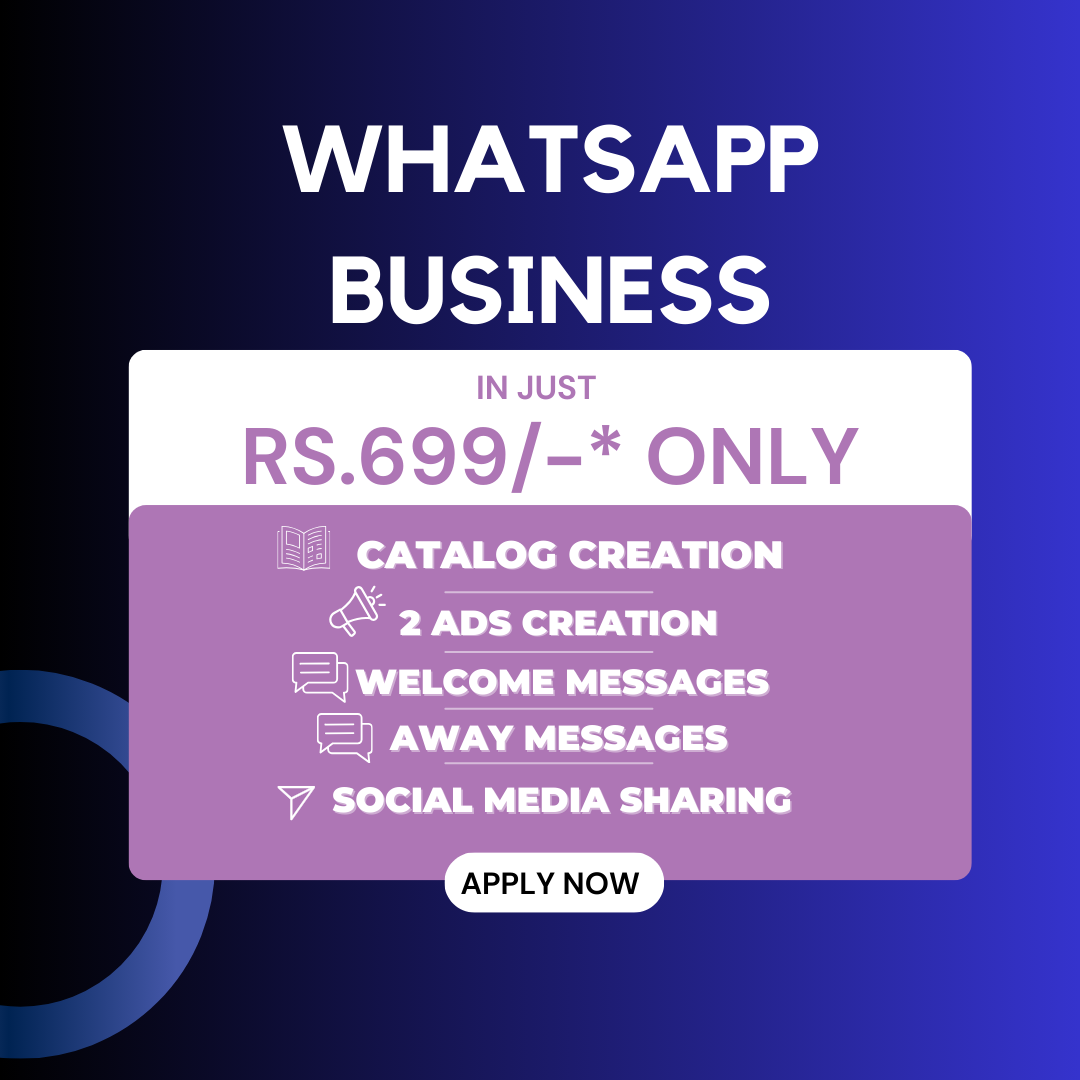 WHATSAPP
BUSINESS
IN JUST
RS.699/-* ONLY
CATALOG CREATION
2 ADS CREATION
WELCOME MESSAGES
AWAY MESSAGES
SOCIAL MEDIA SHARING
APPLY NOW